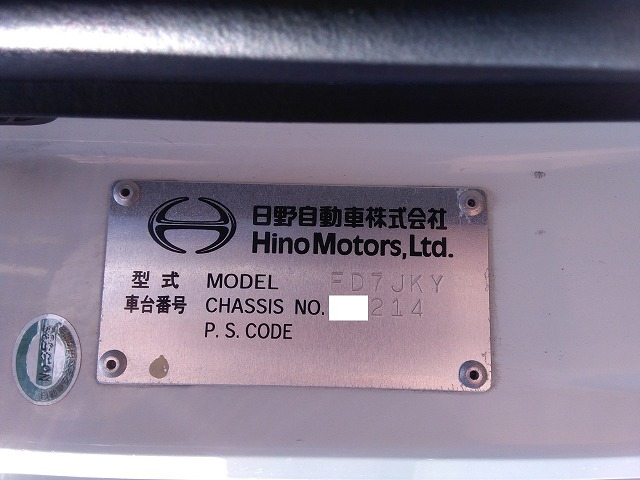 日野自動車株式会社
Hino Motors, Ltd.
型式 MODEL FD7JKY
車台番号 CHASSIS NO. 214
P. S. CODE